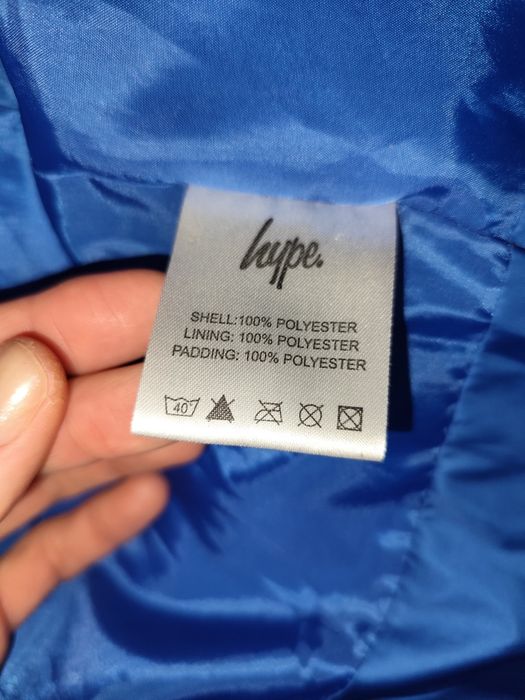 hype.
SHELL:100% POLYESTER
LINING: 100% POLYESTER
PADDING: 100% POLYESTER
40°